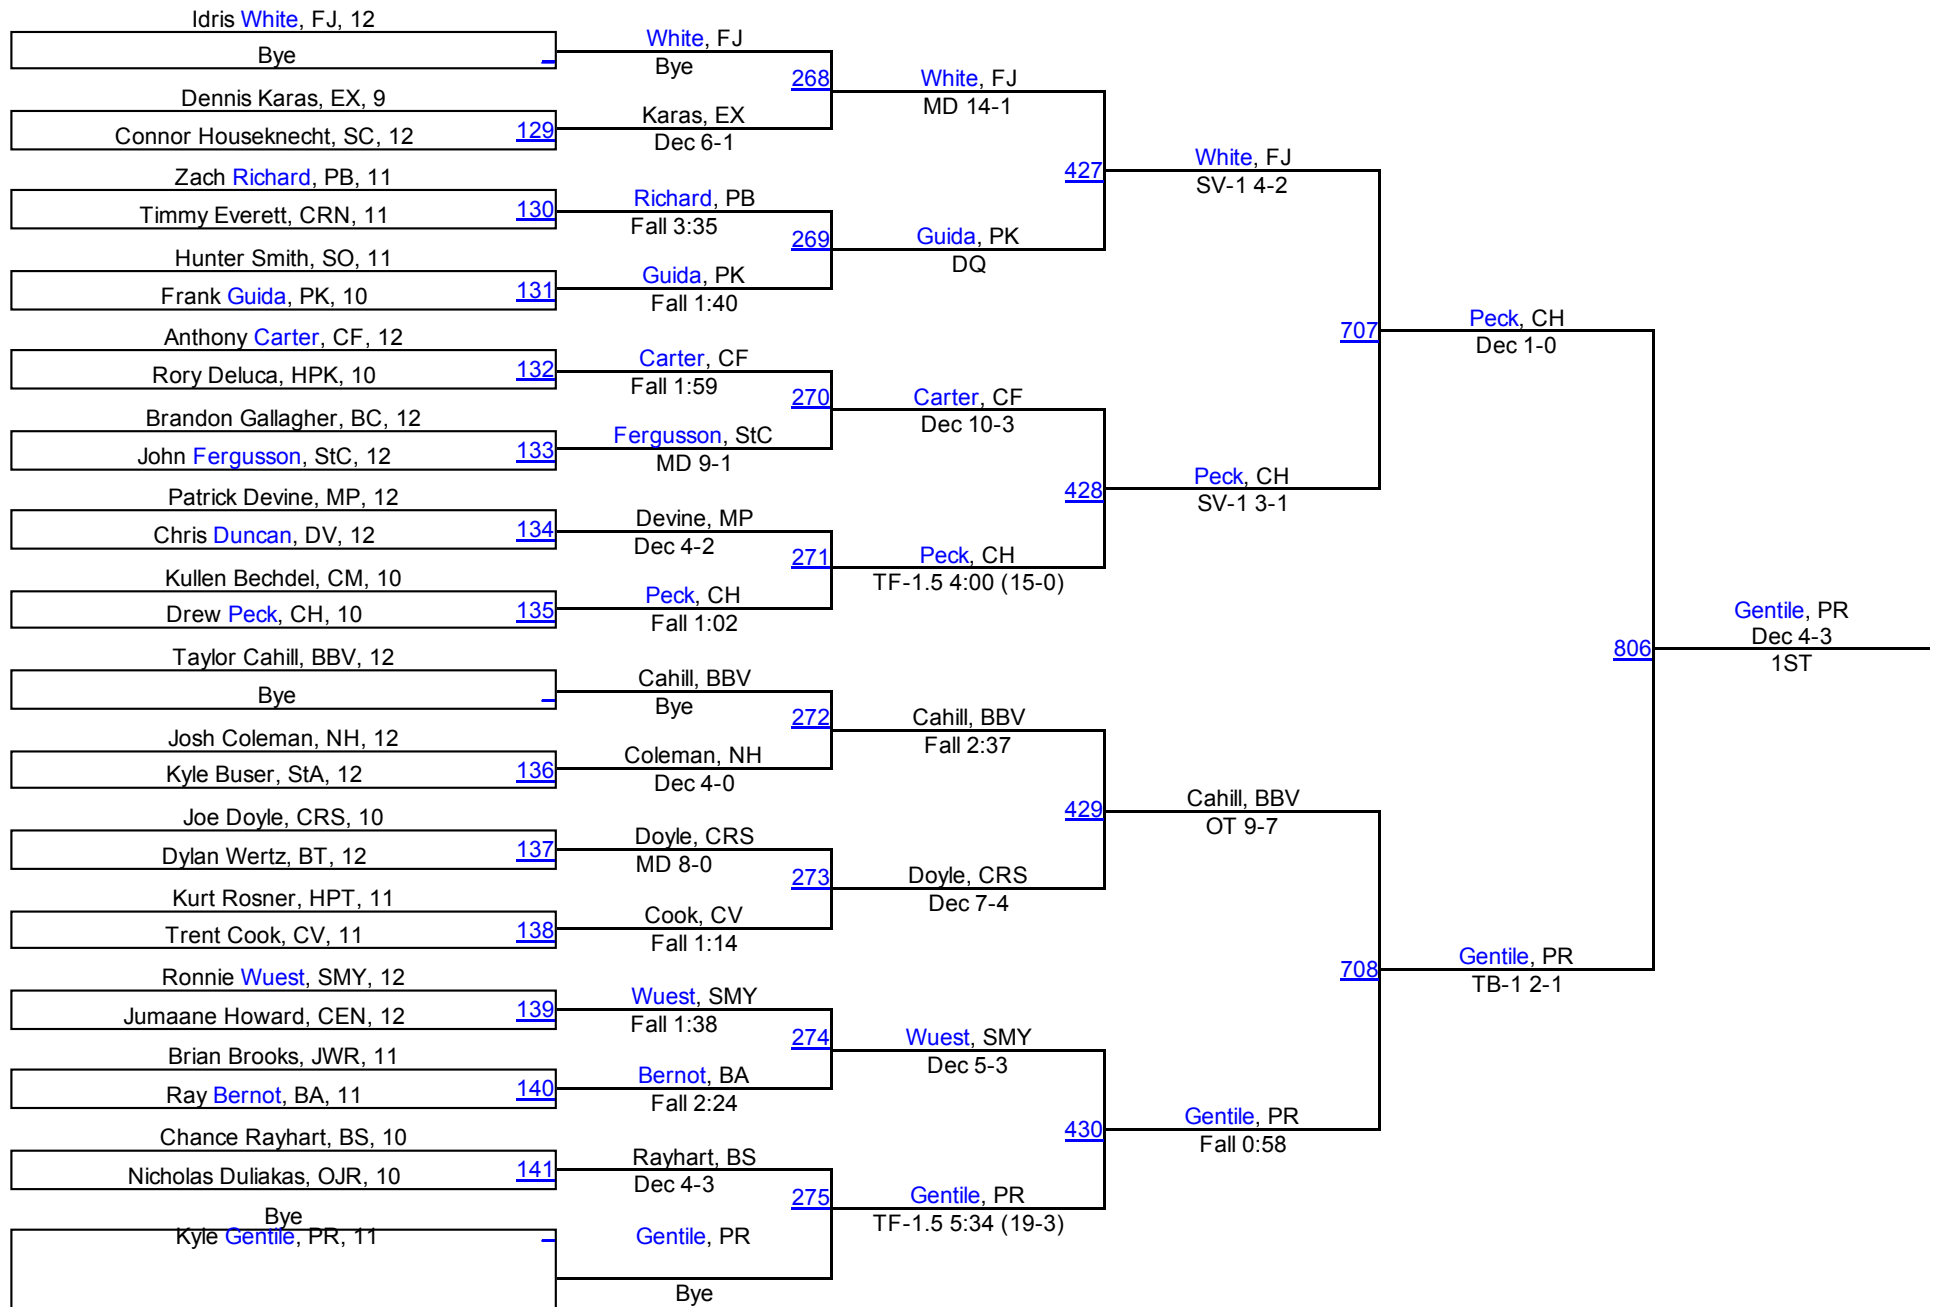 Idris White, FJ, 12
Bye
Dennis Karas, EX, 9
Connor Houseknecht, SC, 12
129
Zach Richard, PB, 11
Timmy Everett, CRN, 11
130
Hunter Smith, SO, 11
Frank Guida, PK, 10
131
Anthony Carter, CF, 12
Rory Deluca, HPK, 10
132
Brandon Gallagher, BC, 12
John Fergusson, StC, 12
133
Patrick Devine, MP, 12
Chris Duncan, DV, 12
134
Kullen Bechdel, CM, 10
Drew Peck, CH, 10
135
Taylor Cahill, BBV, 12
Bye
Josh Coleman, NH, 12
Kyle Buser, StA, 12
136
Joe Doyle, CRS, 10
Dylan Wertz, BT, 12
137
Kurt Rosner, HPT, 11
Trent Cook, CV, 11
138
Ronnie Wuest, SMY, 12
Jumaane Howard, CEN, 12
139
Brian Brooks, JWR, 11
Ray Bernot, BA, 11
140
Chance Rayhart, BS, 10
Nicholas Duliakas, OJR, 10
141
Bye
Kyle Gentile, PR, 11
White, FJ
Bye
268
Karas, EX
Dec 6-1
Richard, PB
Fall 3:35
269
Guida, PK
Fall 1:40
Carter, CF
Fall 1:59
270
Fergusson, StC
MD 9-1
Devine, MP
Dec 4-2
271
Peck, CH
Fall 1:02
Cahill, BBV
Bye
272
Coleman, NH
Dec 4-0
Doyle, CRS
MD 8-0
273
Cook, CV
Fall 1:14
Wuest, SMY
Fall 1:38
274
Bernot, BA
Fall 2:24
Rayhart, BS
Dec 4-3
275
Gentile, PR
Bye
White, FJ
MD 14-1
427
Guida, PK
DQ
Carter, CF
Dec 10-3
428
Peck, CH
TF-1.5 4:00 (15-0)
Cahill, BBV
Fall 2:37
429
Doyle, CRS
Dec 7-4
Wuest, SMY
Dec 5-3
430
Gentile, PR
TF-1.5 5:34 (19-3)
White, FJ
SV-1 4-2
707
Peck, CH
SV-1 3-1
Cahill, BBV
OT 9-7
708
Gentile, PR
Fall 0:58
Peck, CH
Dec 1-0
806
Gentile, PR
TB-1 2-1
Gentile, PR
Dec 4-3
1ST